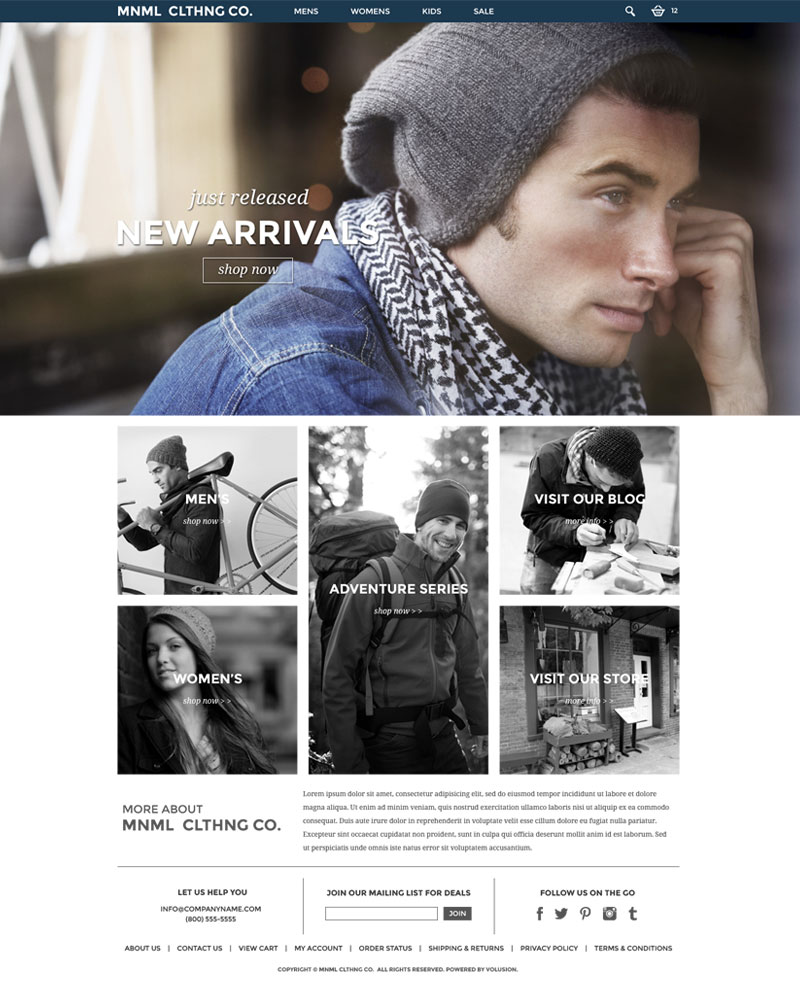 MNML CLTHNG CO. MENS WOMENS KIDS SALE 12
just released
NEW ARRIVALS
shop now
MEN'S
shop now > >
ADVENTURE SERIES
shop now > >
VISIT OUR BLOG
more info > >
WOMEN'S
shop now > >
VISIT OUR STORE
more info > >
MORE ABOUT
MNML CLTHNG CO.
Lorem ipsum dolor sit amet, consectetur adipisicing elit, sed do eiusmod tempor incididunt ut labore et dolore
magna aliqua. Ut enim ad minim veniam, quis nostrud exercitation ullamco laboris nisi ut aliquip ex ea commodo
consequat. Duis aute irure dolor in reprehenderit in voluptate velit esse cillum dolore eu fugiat nulla pariatur.
Excepteur sint occaecat cupidatat non proident, sunt in culpa qui officia deserunt mollit anim id est laborum. Sed
ut perspiciatis unde omnis iste natus error sit voluptatem accusantium.
LET US HELP YOU
INFO@COMPANYNAME.COM
(800) 555-5555
JOIN OUR MAILING LIST FOR DEALS
JOIN
FOLLOW US ON THE GO
ABOUT US | CONTACT US | VIEW CART | MY ACCOUNT | ORDER STATUS | SHIPPING & RETURNS | PRIVACY POLICY | TERMS & CONDITIONS
COPYRIGHT © MNML CLTHNG CO. ALL RIGHTS RESERVED. POWERED BY VOLUSION.